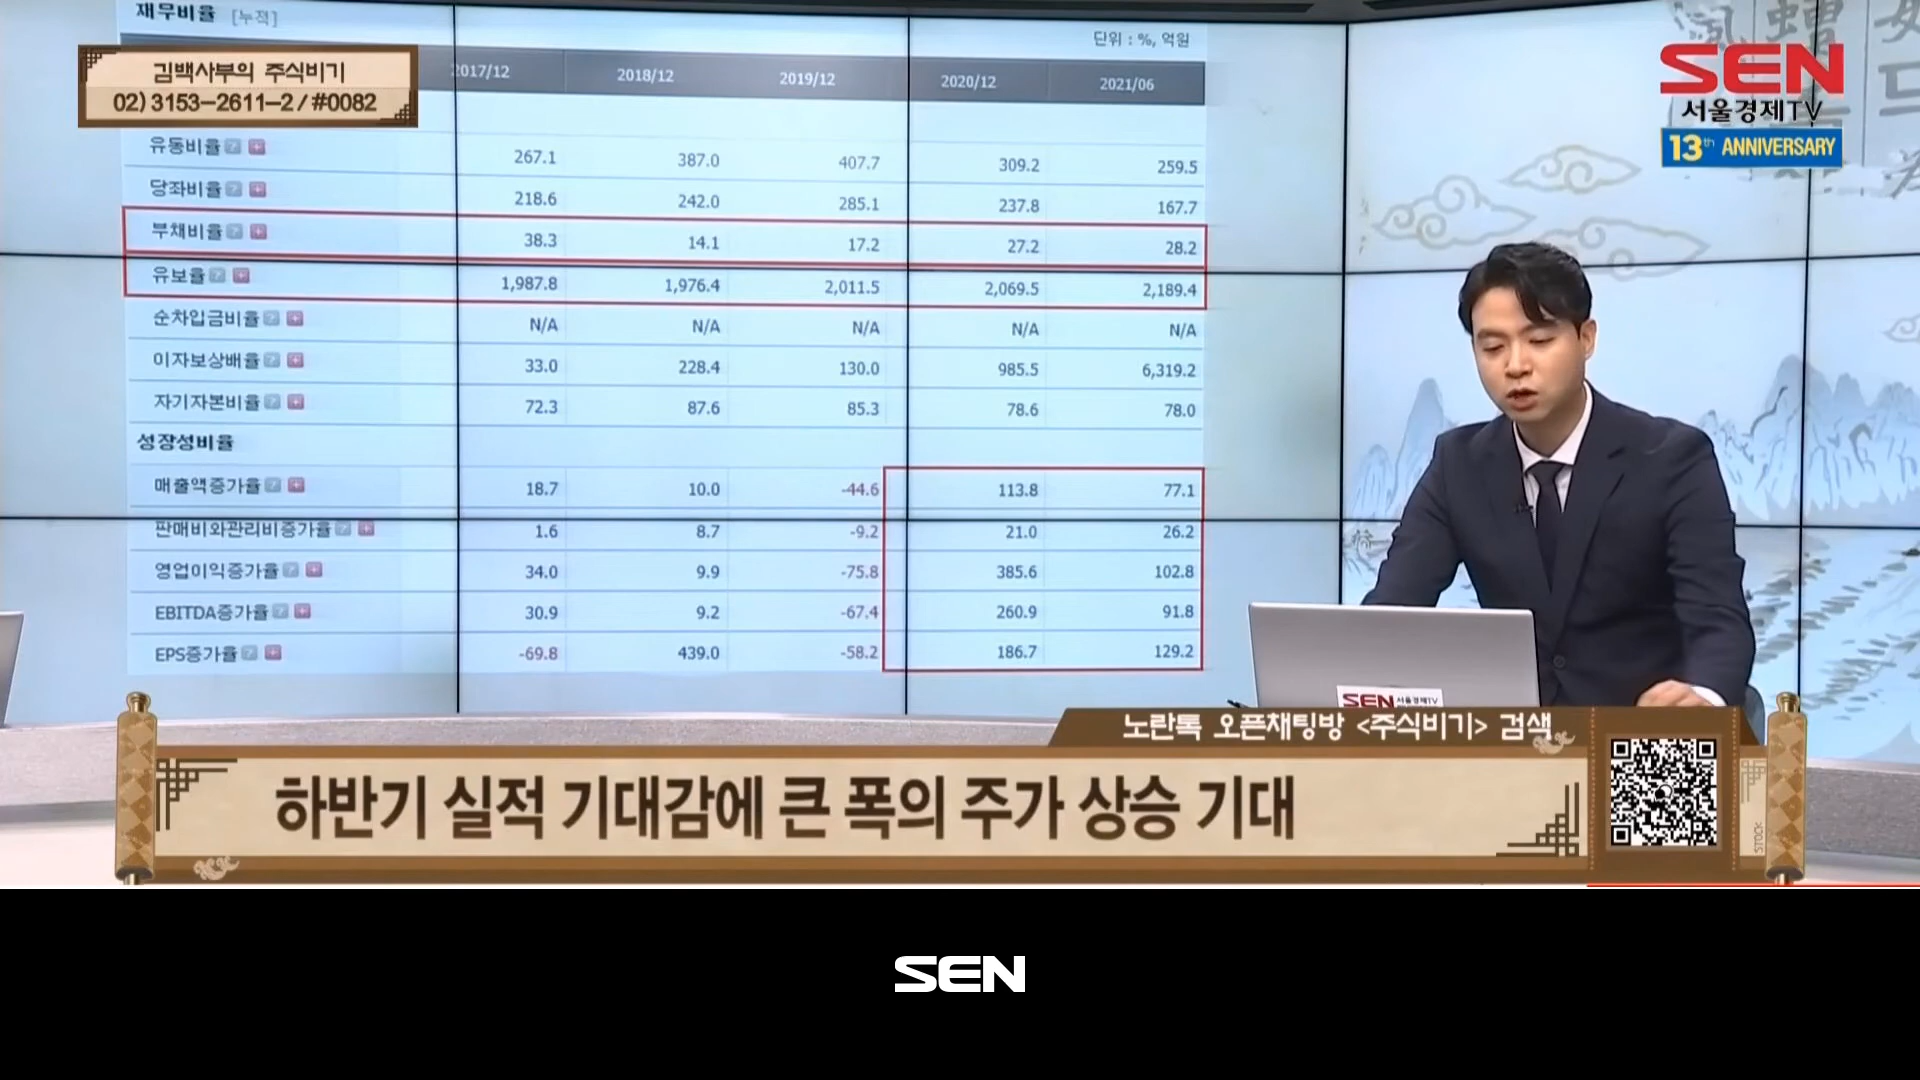 재무비율 [누적]
단위 : %, 억원
김백사부의 주식비기
02) 3153-2611~2 / #0082
2017/12 2018/12 2019/12 2020/12 2021/06
유동비율 267.1 387.0 407.7 309.2 259.5
당좌비율 218.6 242.0 285.1 237.8 167.7
부채비율 38.3 14.1 17.2 27.2 28.2
유보율 1,987.8 1,976.4 2,011.5 2,069.5 2,189.4
순차입금비율 N/A N/A N/A N/A N/A
이자보상배율 33.0 228.4 130.0 985.5 6,319.2
자기자본비율 72.3 87.6 85.3 78.6 78.0
성장성비율
매출액증가율 18.7 10.0 -44.6 113.8 77.1
판매비와관리비증가율 1.6 8.7 -9.2 21.0 26.2
영업이익증가율 34.0 9.9 -75.8 385.6 102.8
EBITDA증가율 30.9 9.2 -67.4 260.9 91.8
EPS증가율 -69.8 439.0 -58.2 186.7 129.2
SEN
서울경제TV
13th ANNIVERSARY
SEN 서울경제TV
노란톡 오픈채팅방 <주식비기> 검색
하반기 실적 기대감에 큰 폭의 주가 상승 기대
STOCK
SEN